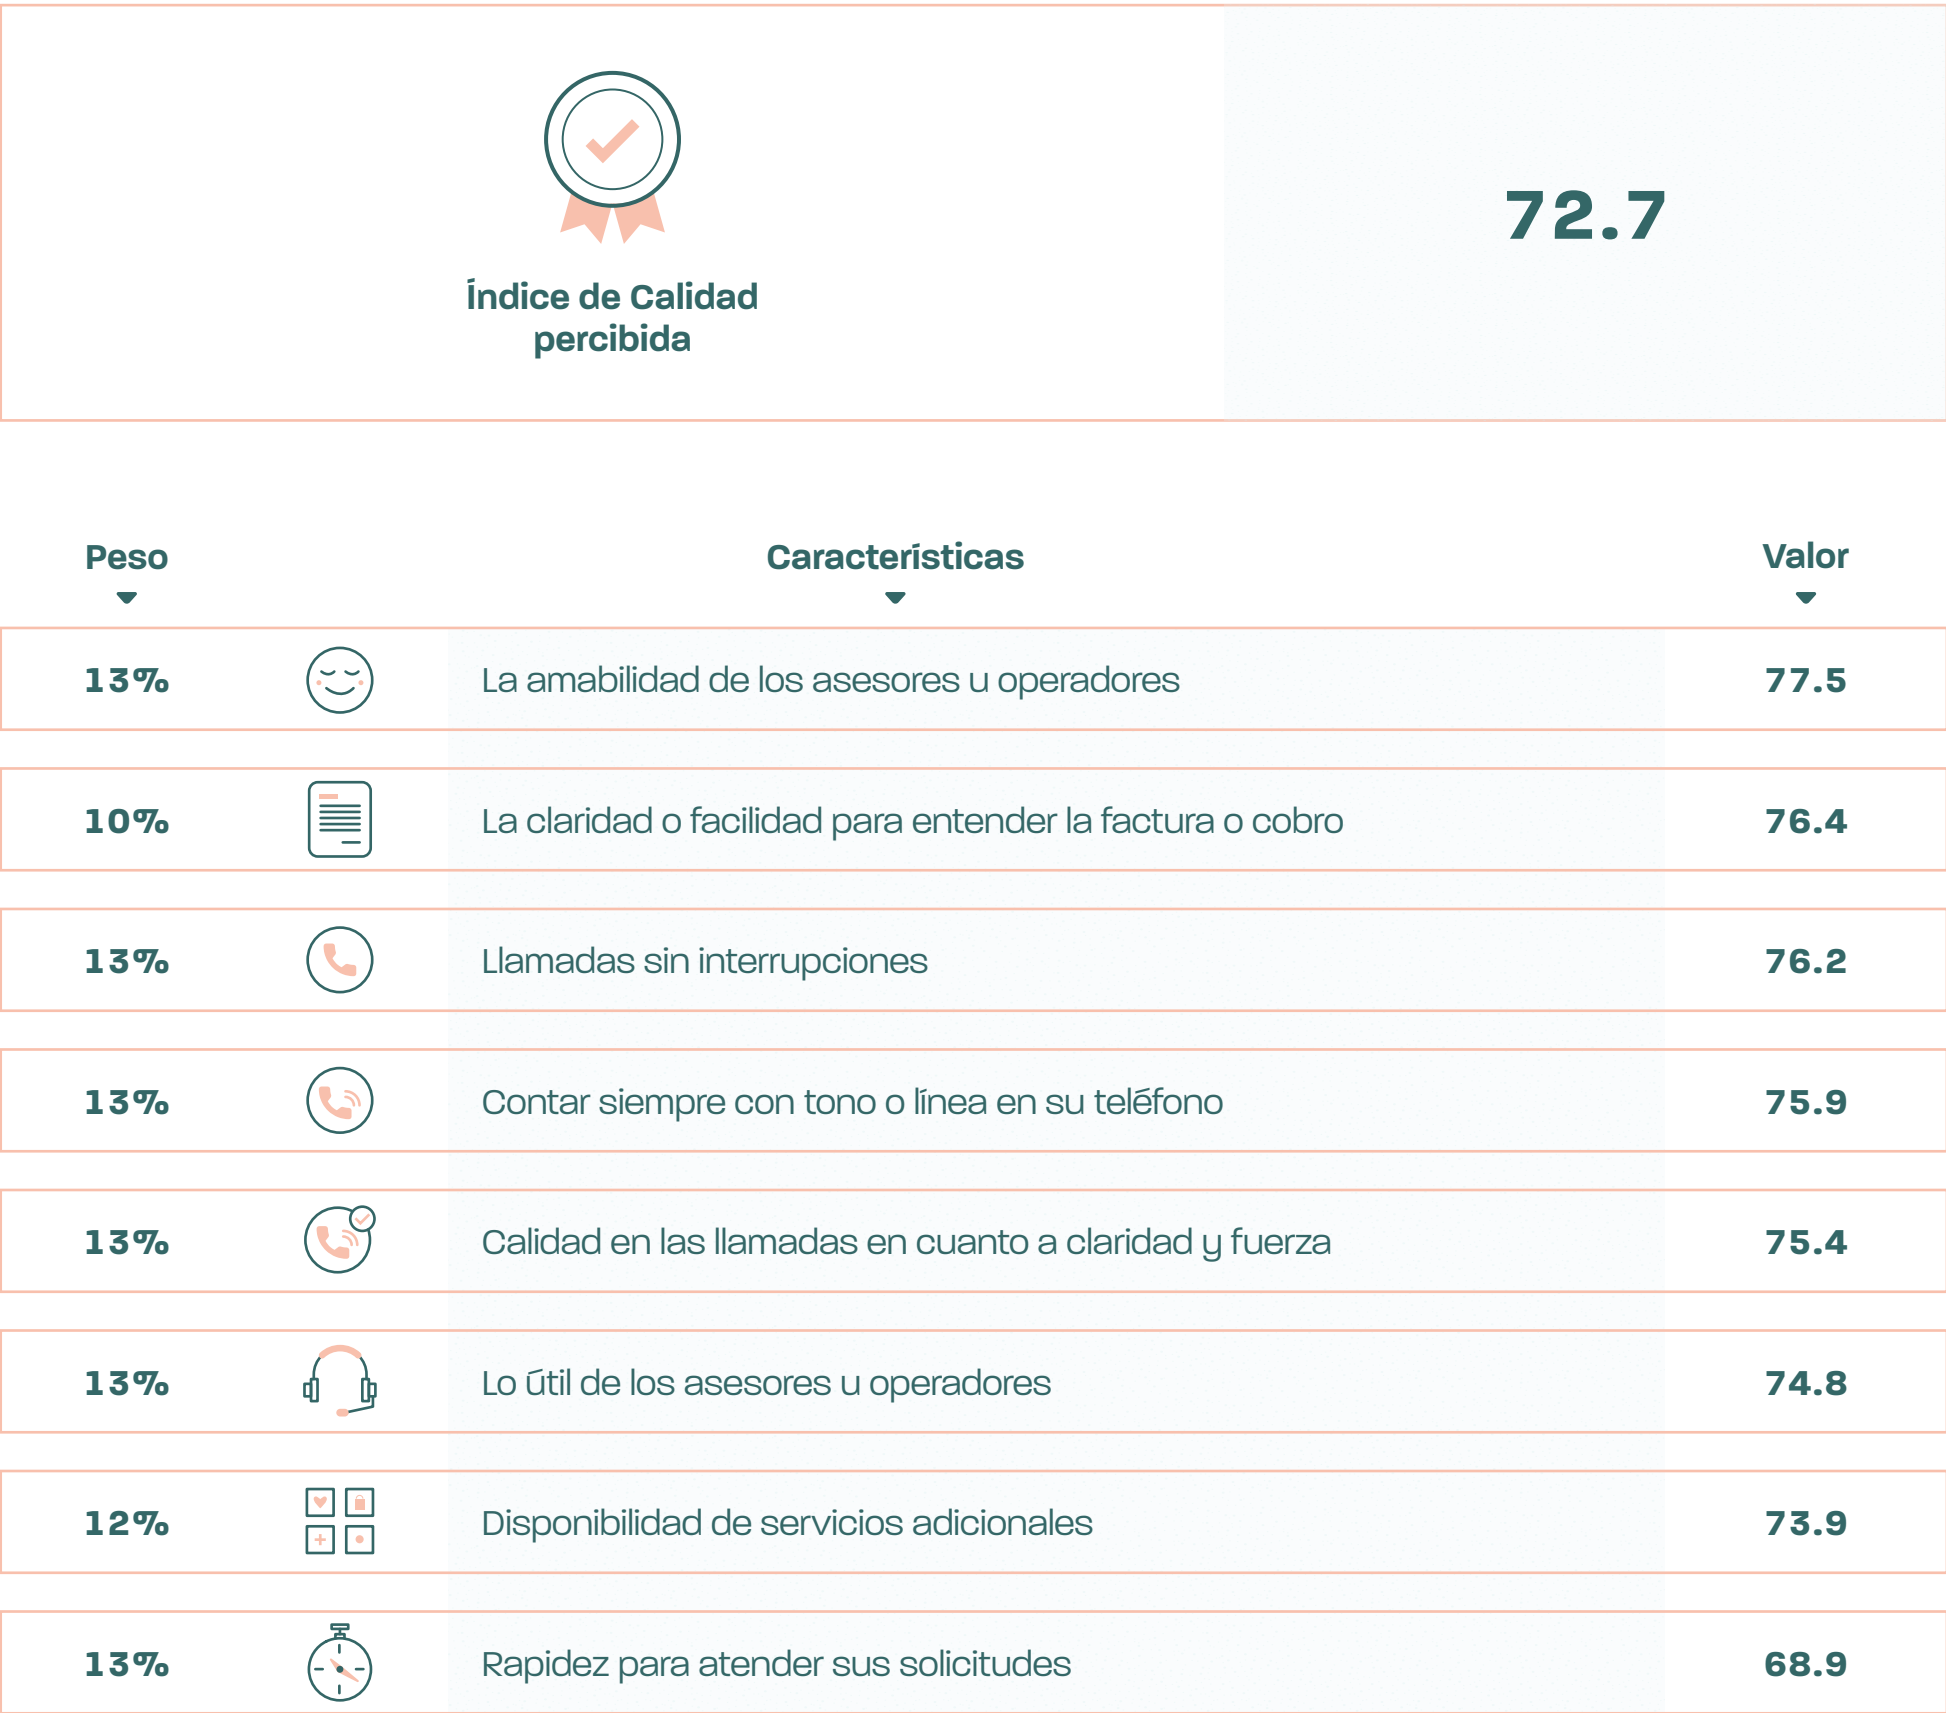 72.7
Índice de Calidad
percibida
Peso Características Valor
13% La amabilidad de los asesores u operadores 77.5
10% La claridad o facilidad para entender la factura o cobro 76.4
13% Llamadas sin interrupciones 76.2
13% Contar siempre con tono o línea en su teléfono 75.9
13% Calidad en las llamadas en cuanto a claridad y fuerza 75.4
13% Lo útil de los asesores u operadores 74.8
12% Disponibilidad de servicios adicionales 73.9
13% Rapidez para atender sus solicitudes 68.9